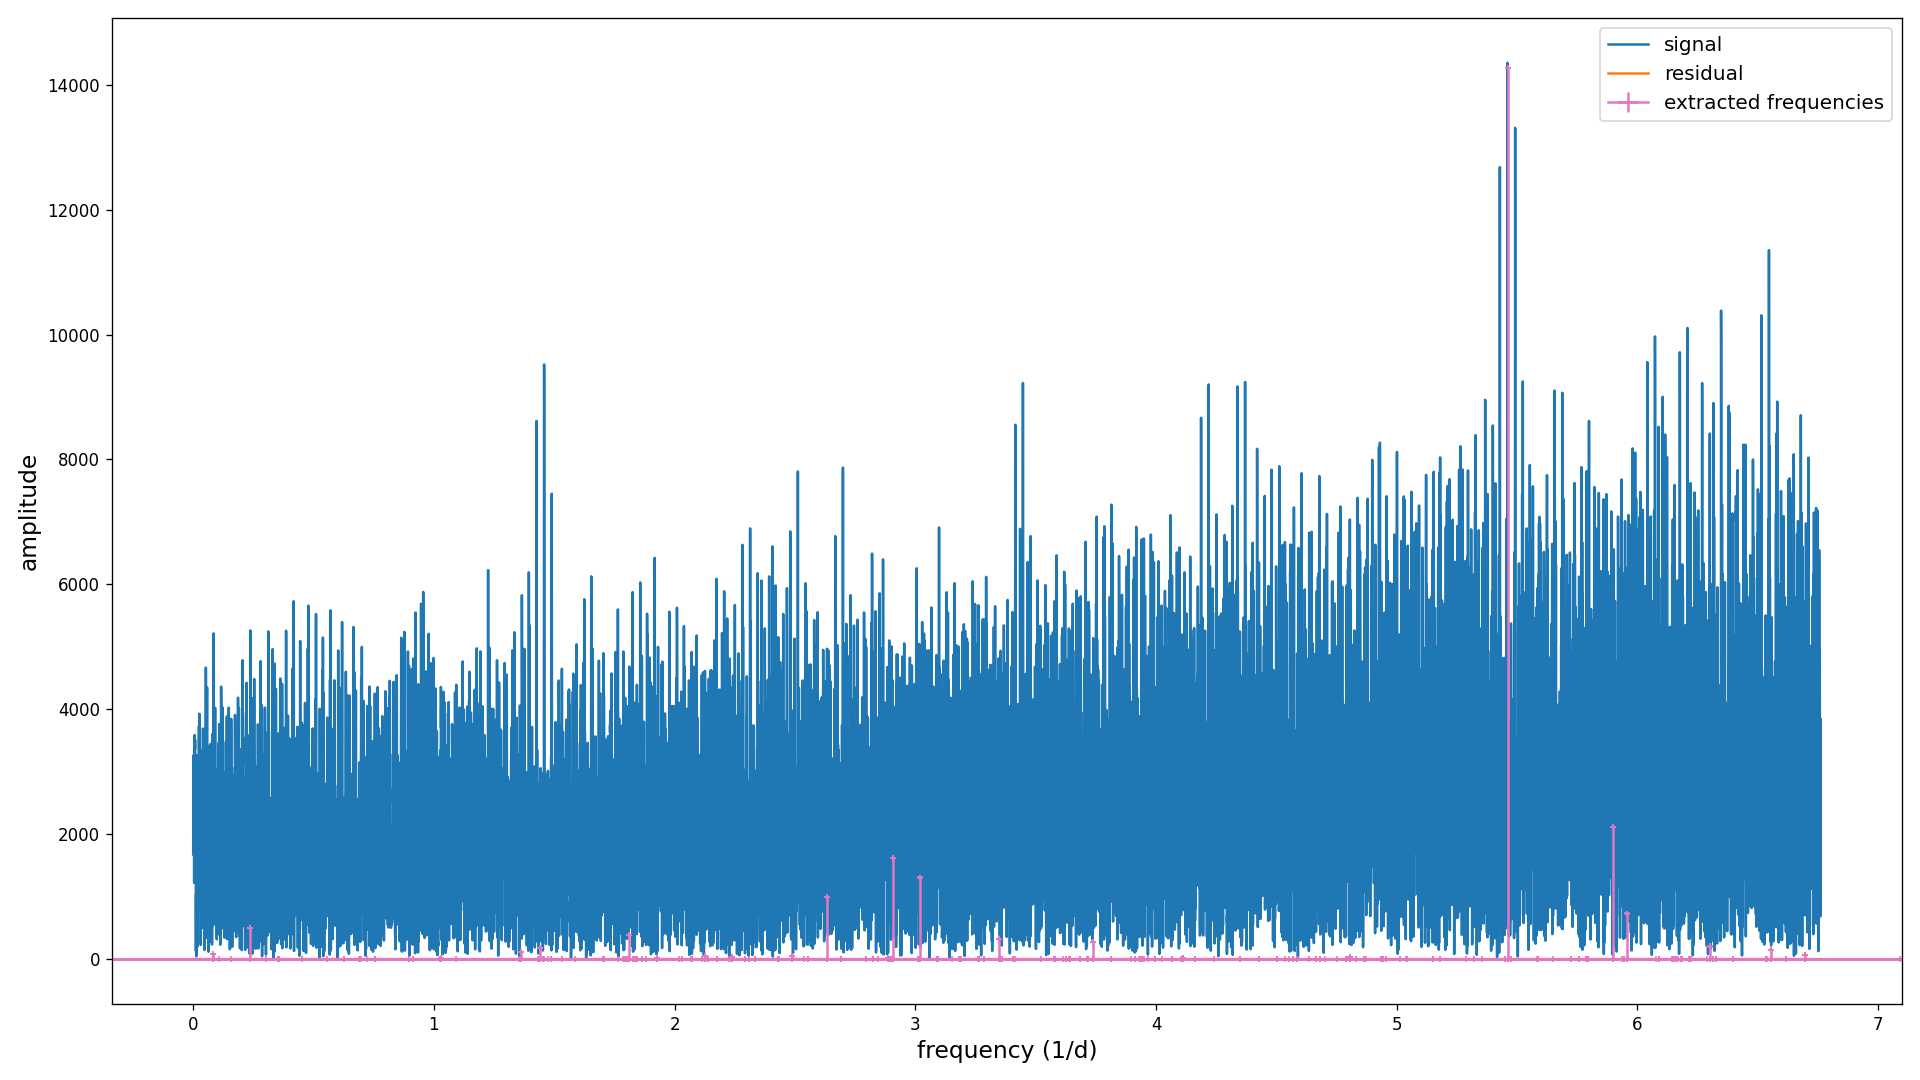 signal
residual
extracted frequencies
14000
12000
10000
8000
6000
4000
2000
0
amplitude
0 1 2 3 4 5 6 7
frequency (1/d)